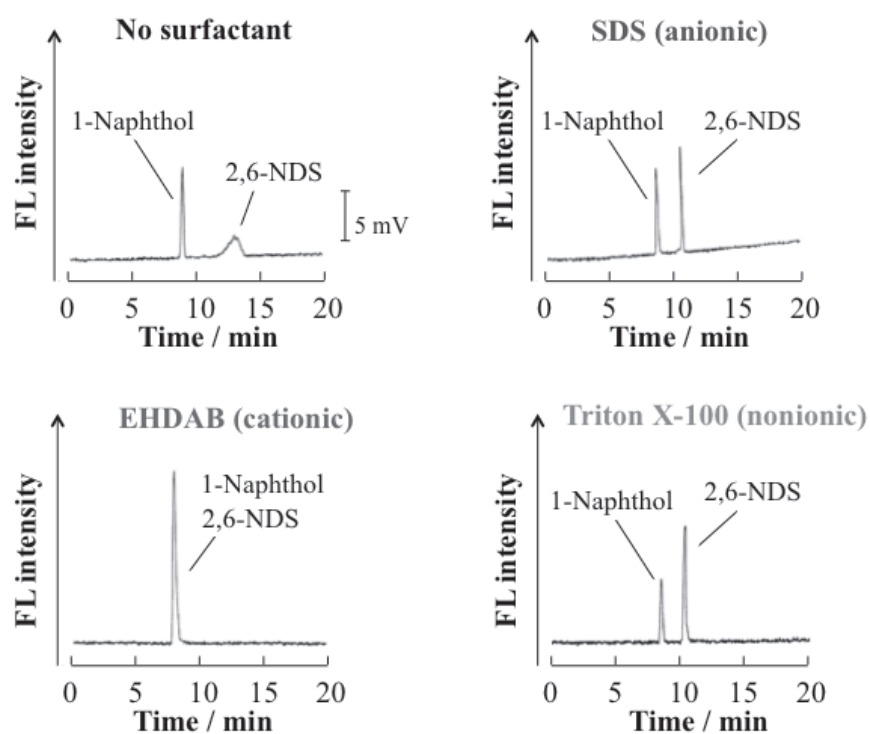 No surfactant
FL intensity
1-Naphthol
2,6-NDS
5 mV
0 5 10 15 20
Time / min
SDS (anionic)
FL intensity
1-Naphthol
2,6-NDS
0 5 10 15 20
Time / min
EHDAB (cationic)
FL intensity
1-Naphthol
2,6-NDS
0 5 10 15 20
Time / min
Triton X-100 (nonionic)
FL intensity
1-Naphthol
2,6-NDS
0 5 10 15 20
Time / min